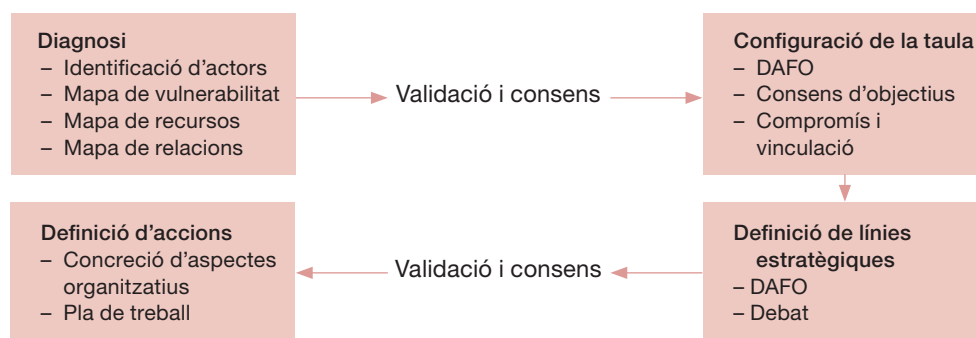 Diagnosi
– Identificació d'actors
– Mapa de vulnerabilitat
– Mapa de recursos
– Mapa de relacions
Validació i consens
Configuració de la taula
– DAFO
– Consens d'objectius
– Compromís i
vinculació
Definició de línies
estratègiques
– DAFO
– Debat
Validació i consens
Definició d'accions
– Concreció d'aspectes
organitzatius
– Pla de treball